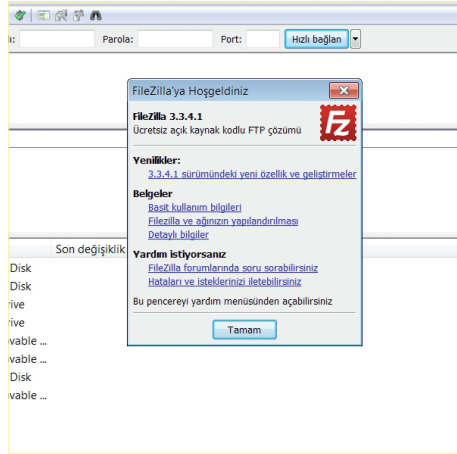 ı: Parola: Port: Hızlı bağlan
FileZilla'ya Hoşgeldiniz
FileZilla 3.3.4.1
Ücretsiz açık kaynak kodlu FTP çözümü
Fz
Yenilikler:
3.3.4.1 sürümündeki yeni özellik ve geliştirmeler
Belgeler
Basit kullanım bilgileri
Filezilla ve ağınızın yapılandırılması
Detaylı bilgiler
Yardım istiyorsanız
FileZilla forumlarında soru sorabilirsiniz
Hataları ve isteklerinizi iletebilirsiniz
Bu pencereyi yardım menüsünden açabilirsiniz
Tamam
Son değişiklik
Disk
Disk
rive
rive
vable ...
vable ...
Disk
vable ...